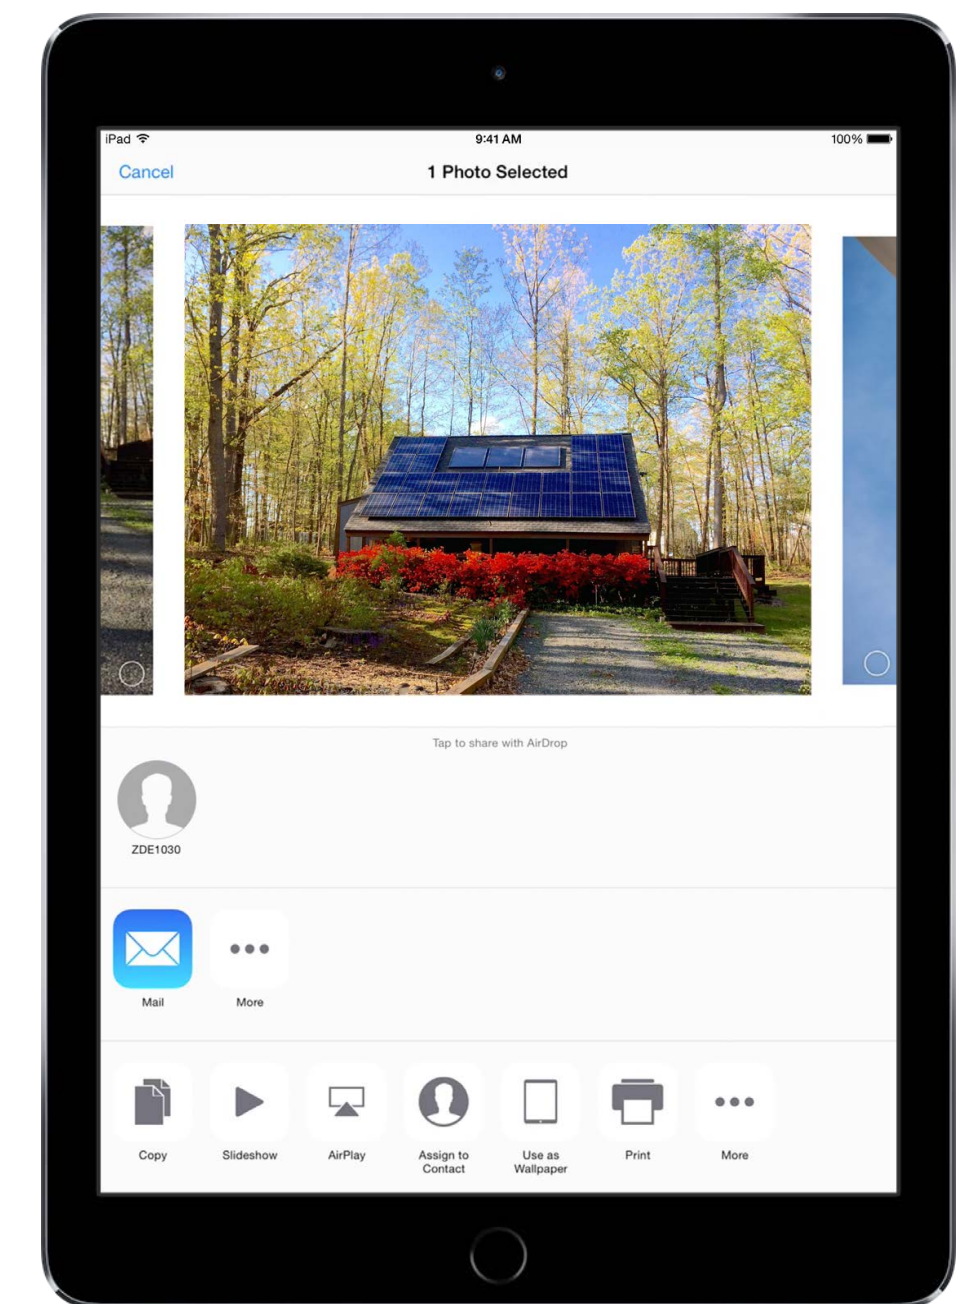 iPad 9:41 AM 100%
Cancel 1 Photo Selected
Tap to share with AirDrop
ZDE1030
Mail More
Copy Slideshow AirPlay Assign to Contact Use as Wallpaper Print More